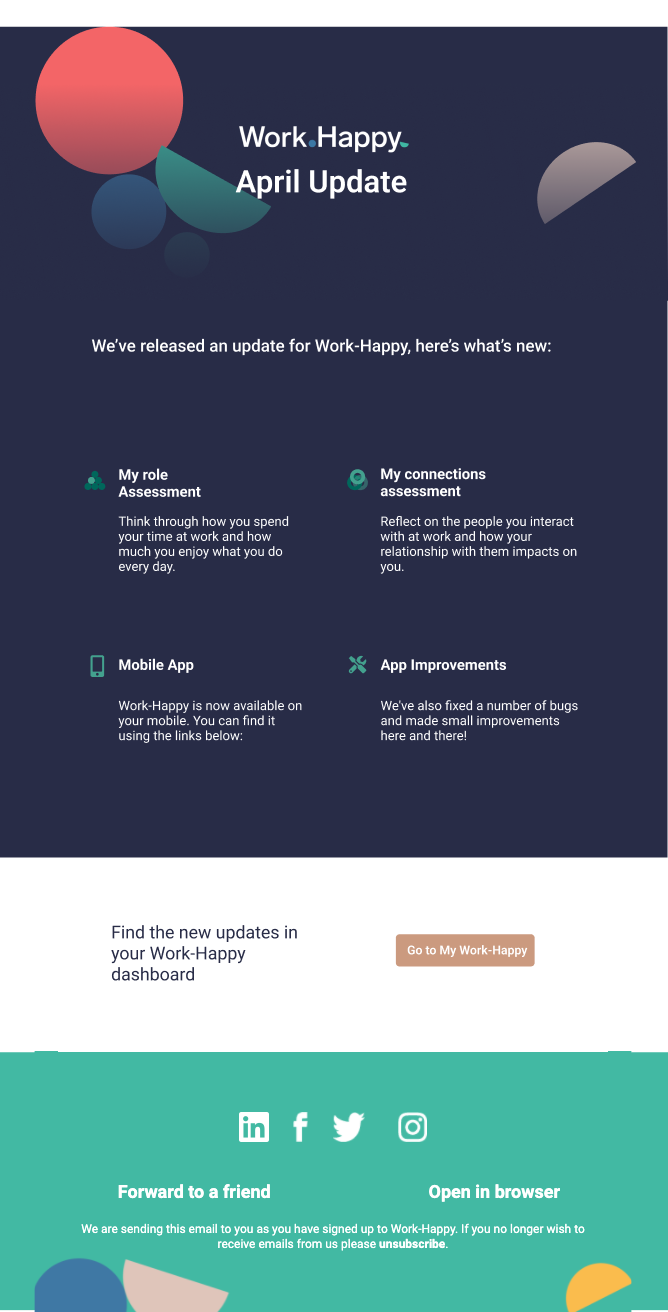 Work.Happy
April Update
We’ve released an update for Work-Happy, here’s what’s new:
My role
Assessment
Think through how you spend
your time at work and how
much you enjoy what you do
every day.
My connections
assessment
Reflect on the people you interact
with at work and how your
relationship with them impacts on
you.
Mobile App
Work-Happy is now available on
your mobile. You can find it
using the links below:
App Improvements
We've also fixed a number of bugs
and made small improvements
here and there!
Find the new updates in
your Work-Happy
dashboard
Go to My Work-Happy
Forward to a friend
Open in browser
We are sending this email to you as you have signed up to Work-Happy. If you no longer wish to
receive emails from us please unsubscribe.